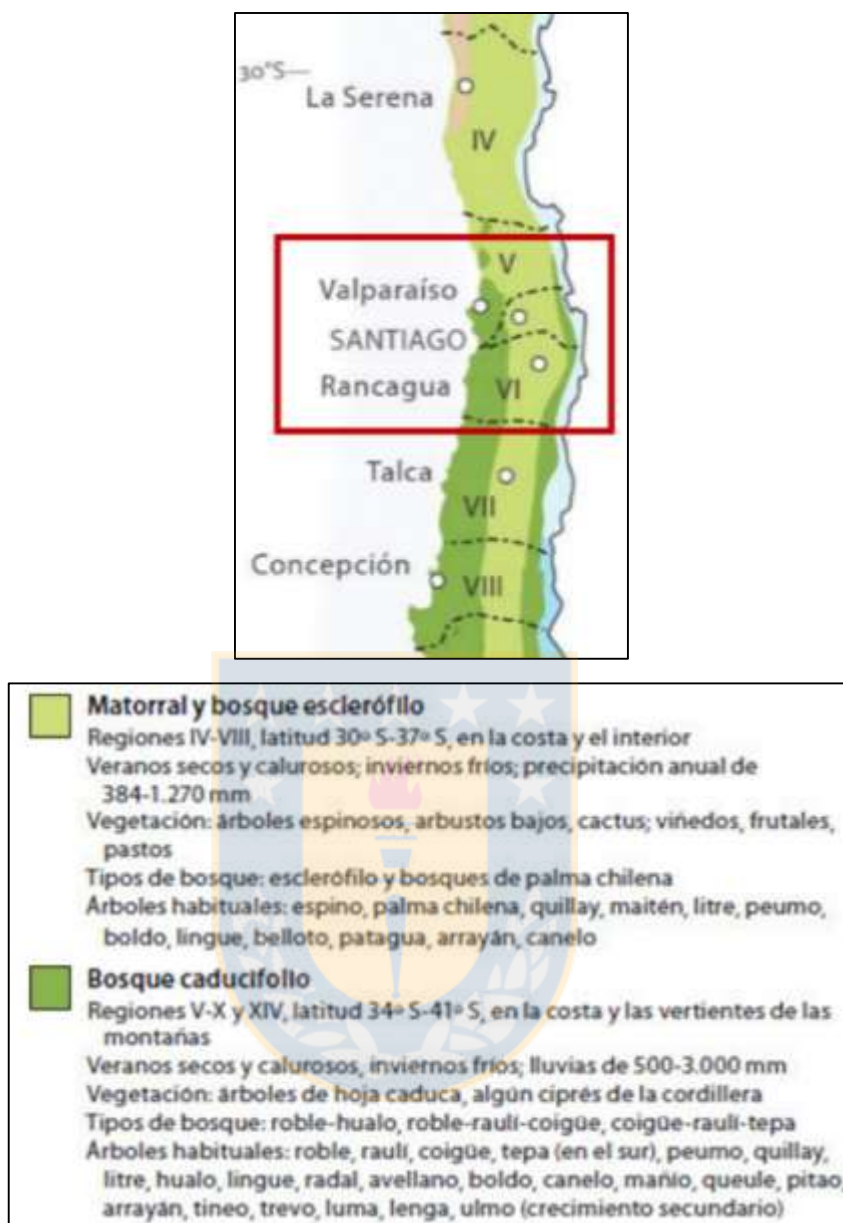 30°S—
La Serena
IV
V
Valparaíso
SANTIAGO
Rancagua
VI
Talca
VII
Concepción
VIII
Matorral y bosque esclerófilo
Regiones IV-VIII, latitud 30º S-37º S, en la costa y el interior
Veranos secos y calurosos; inviernos fríos; precipitación anual de
384-1.270 mm
Vegetación: árboles espinosos, arbustos bajos, cactus; viñedos, frutales,
pastos
Tipos de bosque: esclerófilo y bosques de palma chilena
Árboles habituales: espino, palma chilena, quillay, maitén, litre, peumo,
boldo, lingue, belloto, patagua, arrayán, canelo
Bosque caducifolio
Regiones V-X y XIV, latitud 34º S-41º S, en la costa y las vertientes de las
montañas
Veranos secos y calurosos, inviernos fríos; lluvias de 500-3.000 mm
Vegetación: árboles de hoja caduca, algún ciprés de la cordillera
Tipos de bosque: roble-hualo, roble-raulí-coigüe, coigüe-raulí-tepa
Árboles habituales: roble, raulí, coigüe, tepa (en el sur), peumo, quillay,
litre, hualo, lingue, radal, avellano, boldo, canelo, mañío, queule, pitao,
arrayán, tineo, trevo, luma, lenga, ulmo (crecimiento secundario)